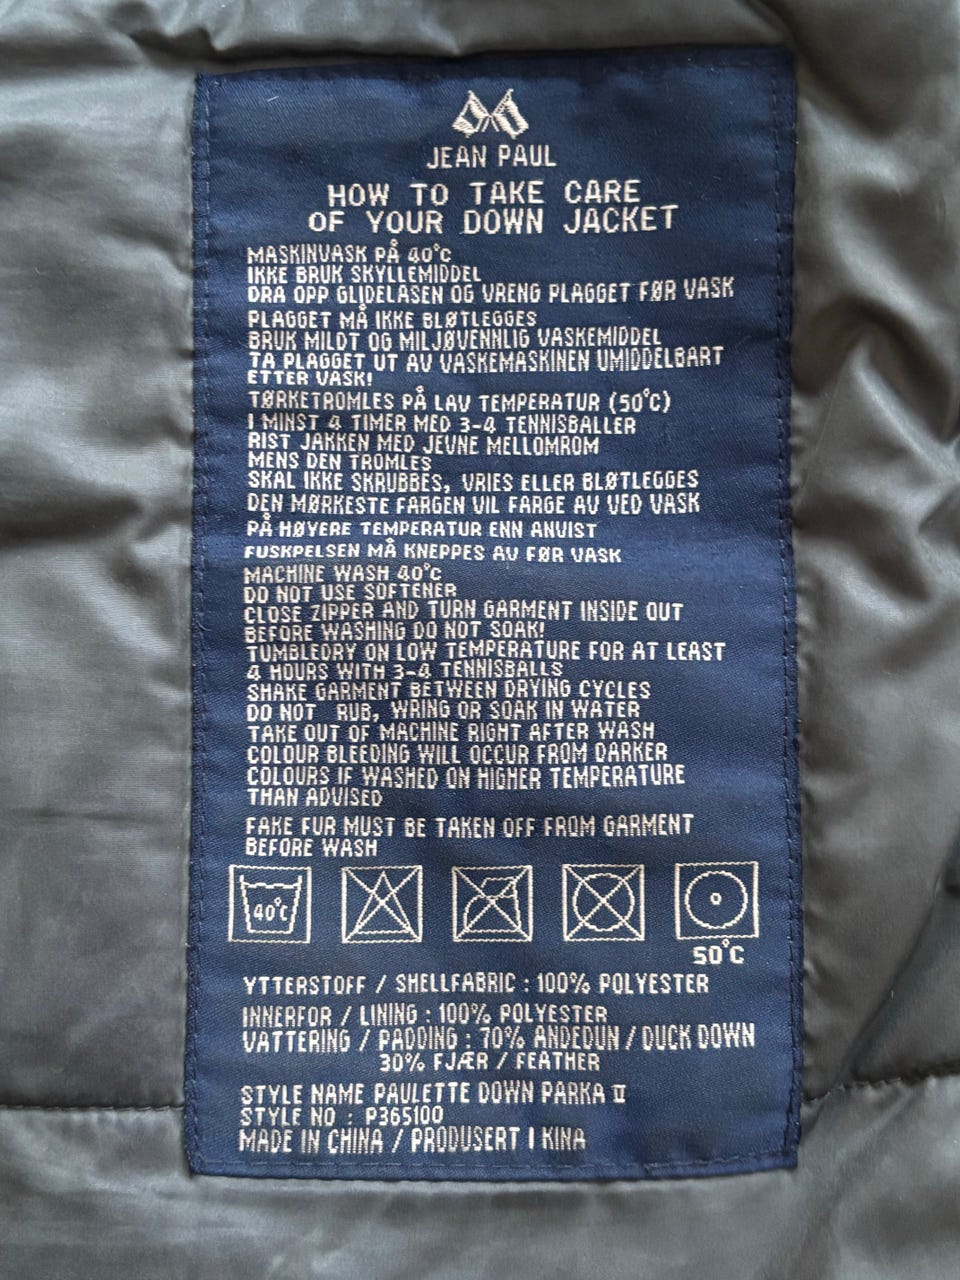 JEAN PAUL
HOW TO TAKE CARE
OF YOUR DOWN JACKET
MASKINVASK PÅ 40°C
IKKE BRUK SKYLLEMIDDEL
DRA OPP GLIDELÅSEN OG VRENG PLAGGET FØR VASK
PLAGGET MÅ IKKE BLØTLEGGES
BRUK MILDT OG MILJØVENNLIG VASKEMIDDEL
TA PLAGGET UT AV VASKEMASKINEN UMIDDELBART
ETTER VASK!
TØRKETROMLES PÅ LAV TEMPERATUR (50°C)
I MINST 4 TIMER MED 3-4 TENNISBALLER
RIST JAKKEN MED JEVNE MELLOMROM
MENS DEN TROMLES
SKAL IKKE SKRUBBES, VRIES ELLER BLØTLEGGES
DEN MØRKESTE FARGEN VIL FARGE AV VED VASK
PÅ HØYERE TEMPERATUR ENN ANVIST
FUSKPELSEN MÅ KNEPPES AV FØR VASK
MACHINE WASH 40°C
DO NOT USE SOFTENER
CLOSE ZIPPER AND TURN GARMENT INSIDE OUT
BEFORE WASHING DO NOT SOAK!
TUMBLEDRY ON LOW TEMPERATURE FOR AT LEAST
4 HOURS WITH 3-4 TENNISBALLS
SHAKE GARMENT BETWEEN DRYING CYCLES
DO NOT RUB, WRING OR SOAK IN WATER
TAKE OUT OF MACHINE RIGHT AFTER WASH
COLOUR BLEEDING WILL OCCUR FROM DARKER
COLOURS IF WASHED ON HIGHER TEMPERATURE
THAN ADVISED
FAKE FUR MUST BE TAKEN OFF FROM GARMENT
BEFORE WASH
40°C
50°C
YTTERSTOFF / SHELLFABRIC : 100% POLYESTER
INNERFOR / LINING : 100% POLYESTER
VATTERING / PADDING : 70% ANDEDUN / DUCK DOWN
30% FJÆR / FEATHER
STYLE NAME PAULETTE DOWN PARKA II
STYLE NO : P365100
MADE IN CHINA / PRODUSERT I KINA